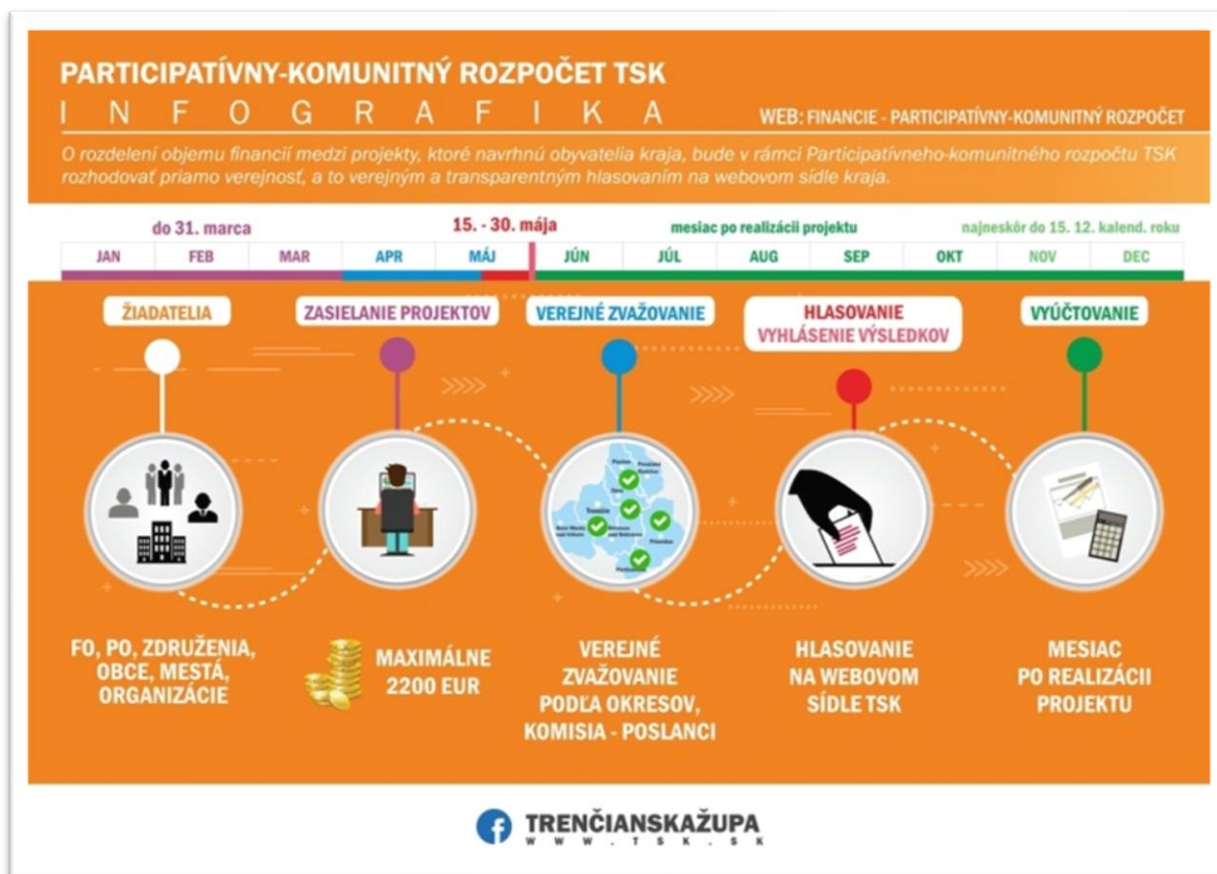 PARTICIPATÍVNY-KOMUNITNÝ ROZPOČET TSK
INFOGRAFIKA
WEB: FINANCIE - PARTICIPATÍVNY-KOMUNITNÝ ROZPOČET
O rozdelení objemu financií medzi projekty, ktoré navrhnú obyvatelia kraja, bude v rámci Participatívneho-komunitného rozpočtu TSK
rozhodovať priamo verejnosť, a to verejným a transparentným hlasovaním na webovom sídle kraja.
do 31. marca
15. - 30. mája
mesiac po realizácii projektu
najneskôr do 15. 12. kalend. roku
JAN FEB MAR APR MÁJ JÚN JÚL AUG SEP OKT NOV DEC
ŽIADATELIA
ZASIELANIE PROJEKTOV
VEREJNÉ ZVAŽOVANIE
HLASOVANIE
VYHLÁSENIE VÝSLEDKOV
VYÚČTOVANIE
Trenčín
FO, PO, ZDRUŽENIA,
OBCE, MESTÁ,
ORGANIZÁCIE
MAXIMÁLNE
2200 EUR
VEREJNÉ
ZVAŽOVANIE
PODĽA OKRESOV,
KOMISIA - POSLANCI
HLASOVANIE
NA WEBOVOM
SÍDLE TSK
MESIAC
PO REALIZÁCII
PROJEKTU
TRENČIANSKAŽUPA
WWW.TSK.SK